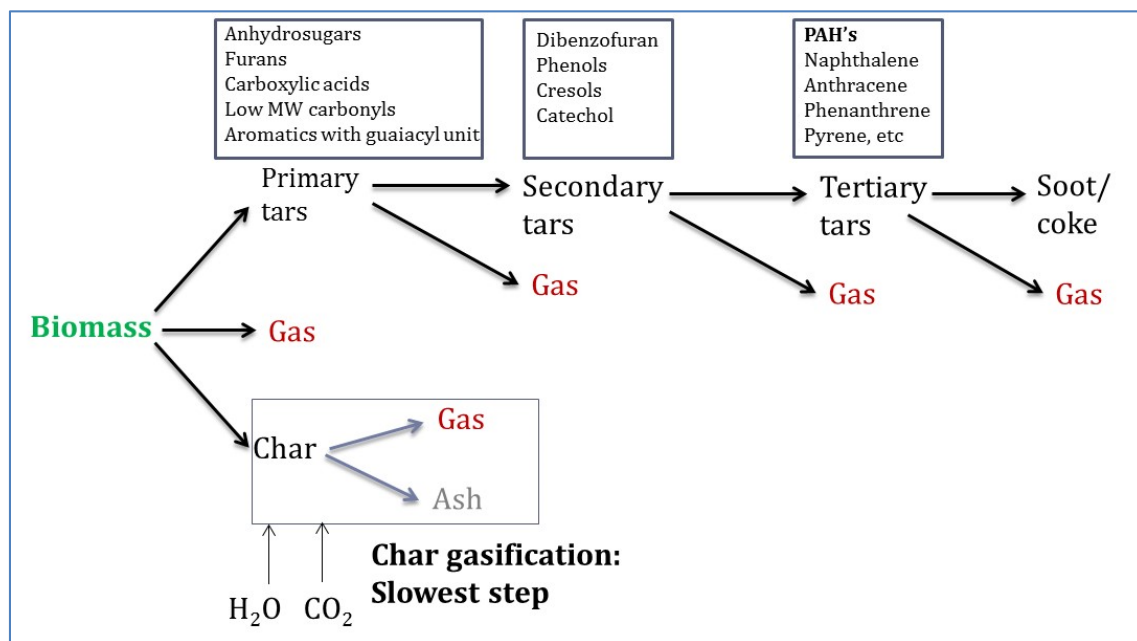 Anhydrosugars
Furans
Carboxylic acids
Low MW carbonyls
Aromatics with guaiacyl unit
Dibenzofuran
Phenols
Cresols
Catechol
PAH's
Naphthalene
Anthracene
Phenanthrene
Pyrene, etc
Primary
tars
Secondary
tars
Tertiary
tars
Soot/
coke
Gas
Gas
Gas
Biomass
Gas
Char
Gas
Ash
Char gasification:
Slowest step
H₂O
CO₂